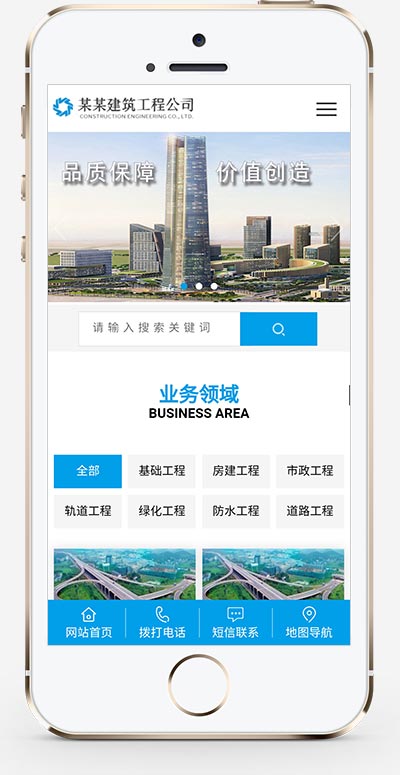 某某建筑工程公司
CONSTRUCTION ENGINEERING CO., LTD.
品质保障 价值创造
请输入搜索关键词
业务领域
BUSINESS AREA
全部 基础工程 房建工程 市政工程
轨道工程 绿化工程 防水工程 道路工程
网站首页 拨打电话 短信联系 地图导航